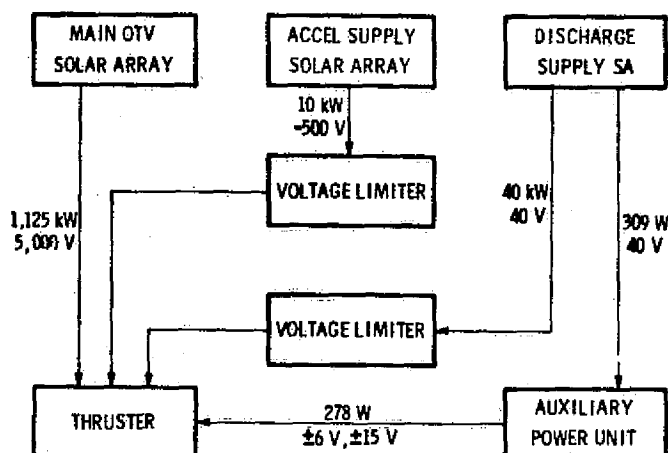 MAIN OTV
SOLAR ARRAY
ACCEL SUPPLY
SOLAR ARRAY
DISCHARGE
SUPPLY SA
10 kW
-500 V
VOLTAGE LIMITER
1,125 kW
5,000 V
40 kW
40 V
309 W
40 V
VOLTAGE LIMITER
THRUSTER
278 W
±6 V, ±15 V
AUXILIARY
POWER UNIT